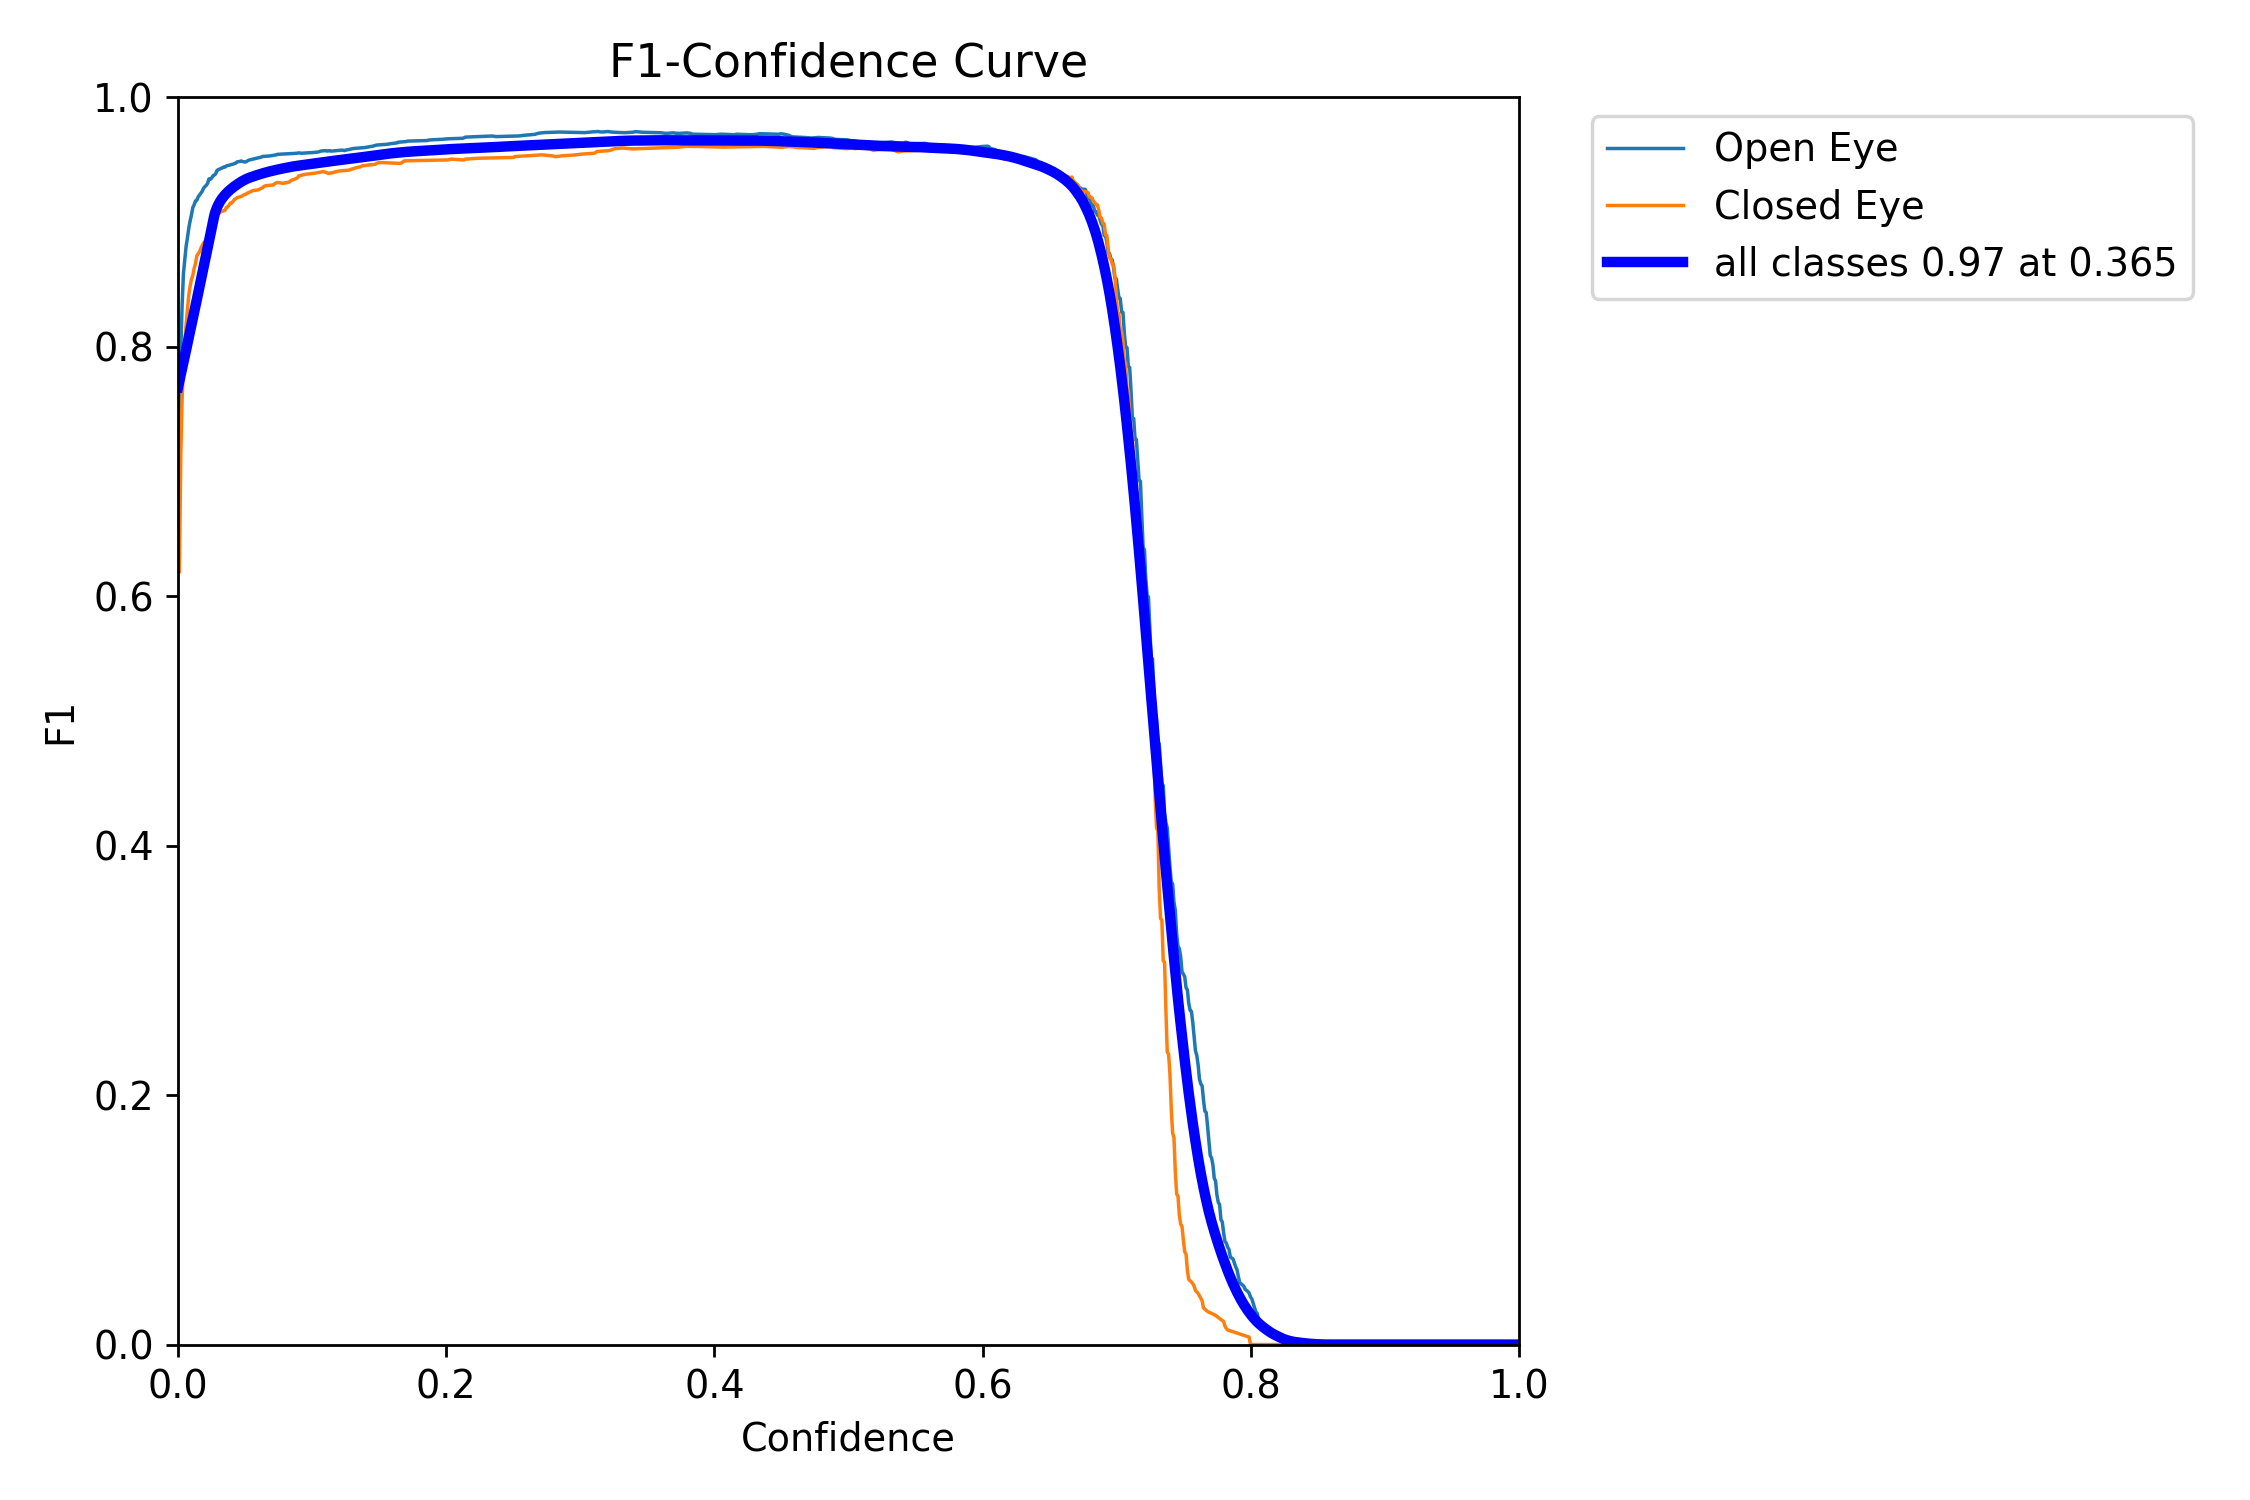 F1-Confidence Curve
1.0
0.8
0.6
0.4
0.2
0.0
F1
0.0 0.2 0.4 0.6 0.8 1.0
Confidence
Open Eye
Closed Eye
all classes 0.97 at 0.365